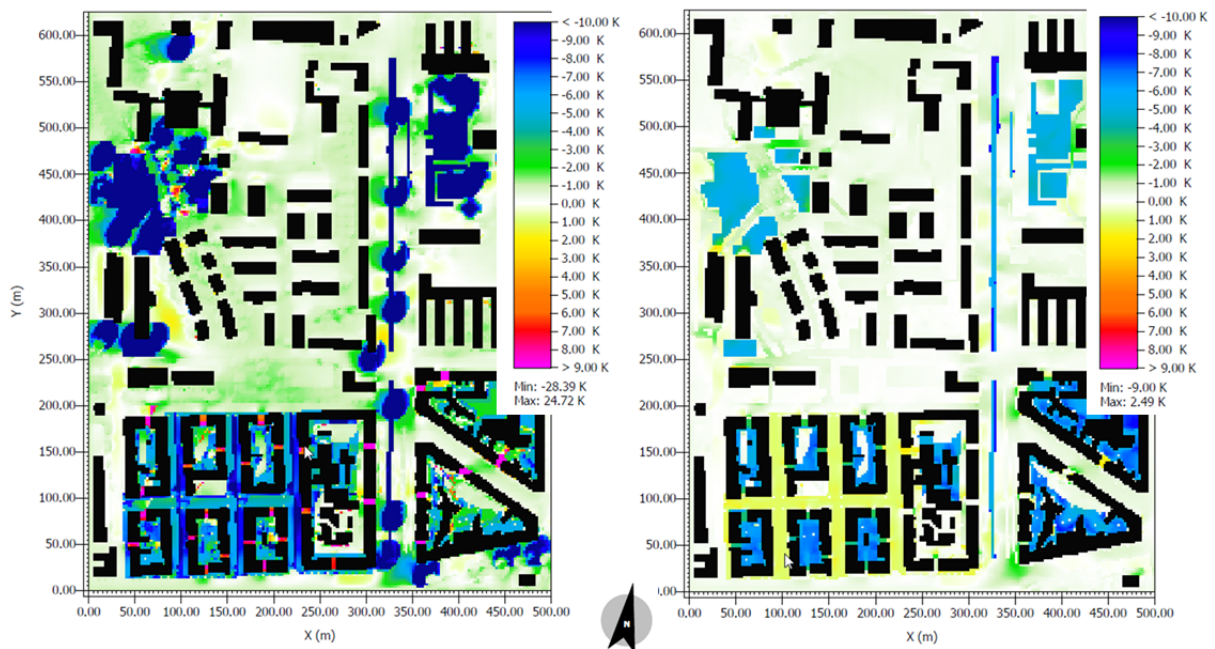 600.00
550.00
500.00
450.00
400.00
350.00
300.00
250.00
200.00
150.00
100.00
50.00
0.00
Y (m)
0.00 50.00 100.00 150.00 200.00 250.00 300.00 350.00 400.00 450.00 500.00
X (m)
< -10.00 K
-9.00 K
-8.00 K
-7.00 K
-6.00 K
-5.00 K
-4.00 K
-3.00 K
-2.00 K
-1.00 K
0.00 K
1.00 K
2.00 K
3.00 K
4.00 K
5.00 K
6.00 K
7.00 K
8.00 K
> 9.00 K
Min: -28.39 K
Max: 24.72 K
N
600.00
550.00
500.00
450.00
400.00
350.00
300.00
250.00
200.00
150.00
100.00
50.00
.00
0.00 50.00 100.00 150.00 200.00 250.00 300.00 350.00 400.00 450.00 500.00
X (m)
< -10.00 K
-9.00 K
-8.00 K
-7.00 K
-6.00 K
-5.00 K
-4.00 K
-3.00 K
-2.00 K
-1.00 K
0.00 K
1.00 K
2.00 K
3.00 K
4.00 K
5.00 K
6.00 K
7.00 K
8.00 K
> 9.00 K
Min: -9.00 K
Max: 2.49 K